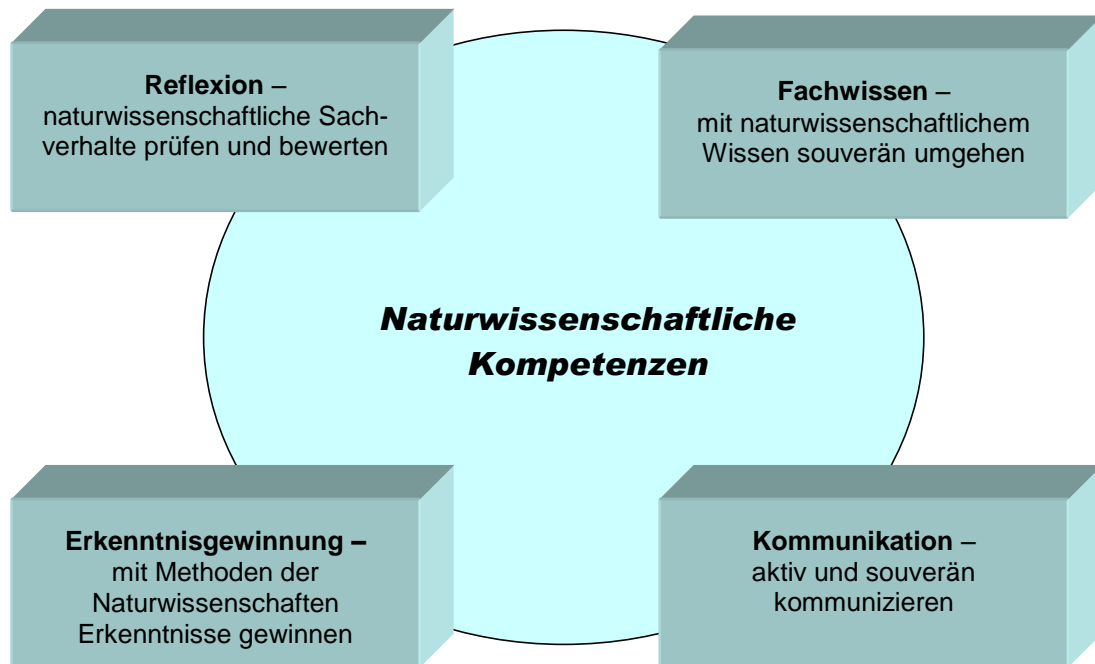 Reflexion –
naturwissenschaftliche Sach-
verhalte prüfen und bewerten
Fachwissen –
mit naturwissenschaftlichem
Wissen souverän umgehen
Naturwissenschaftliche
Kompetenzen
Erkenntnisgewinnung –
mit Methoden der
Naturwissenschaften
Erkenntnisse gewinnen
Kommunikation –
aktiv und souverän
kommunizieren